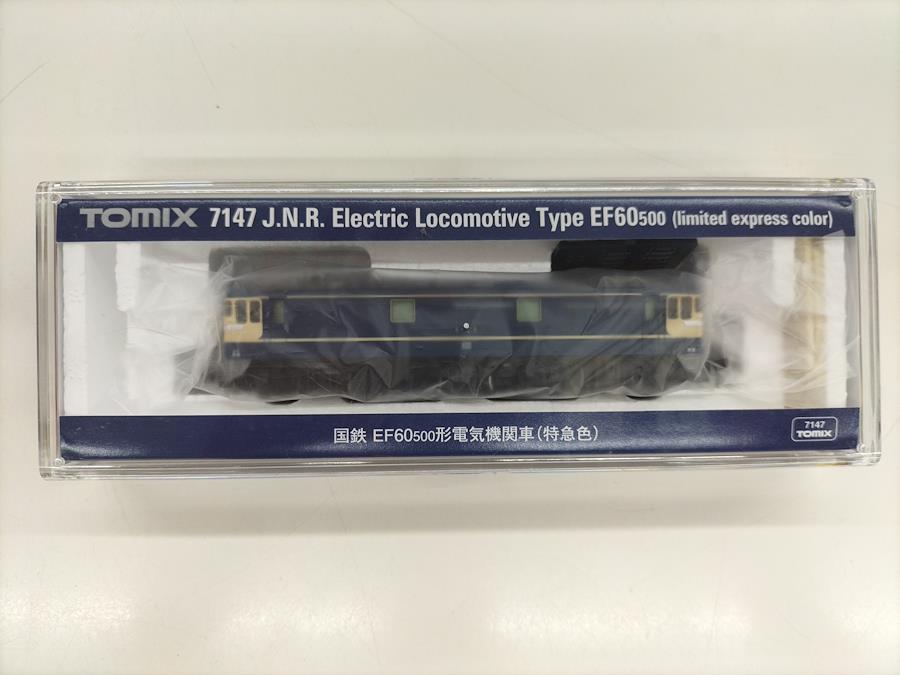 TOMIX 7147 J.N.R. Electric Locomotive Type EF60500 (limited express color)
国鉄 EF60500形電気機関車(特急色)
7147
TOMIX